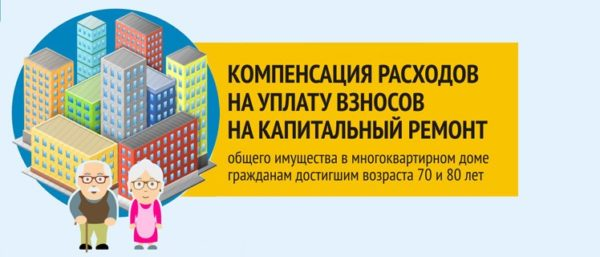 КОМПЕНСАЦИЯ РАСХОДОВ
НА УПЛАТУ ВЗНОСОВ
НА КАПИТАЛЬНЫЙ РЕМОНТ
общего имущества в многоквартирном доме
гражданам достигшим возраста 70 и 80 лет